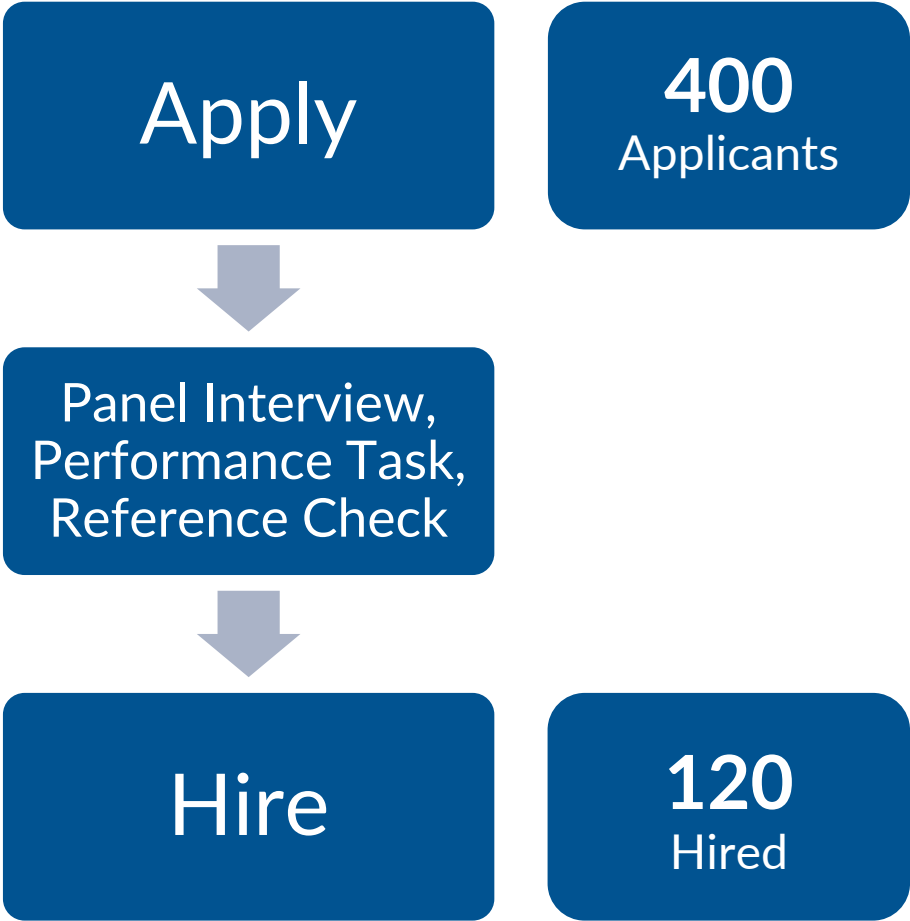 Apply
400
Applicants
Panel Interview,
Performance Task,
Reference Check
Hire
120
Hired